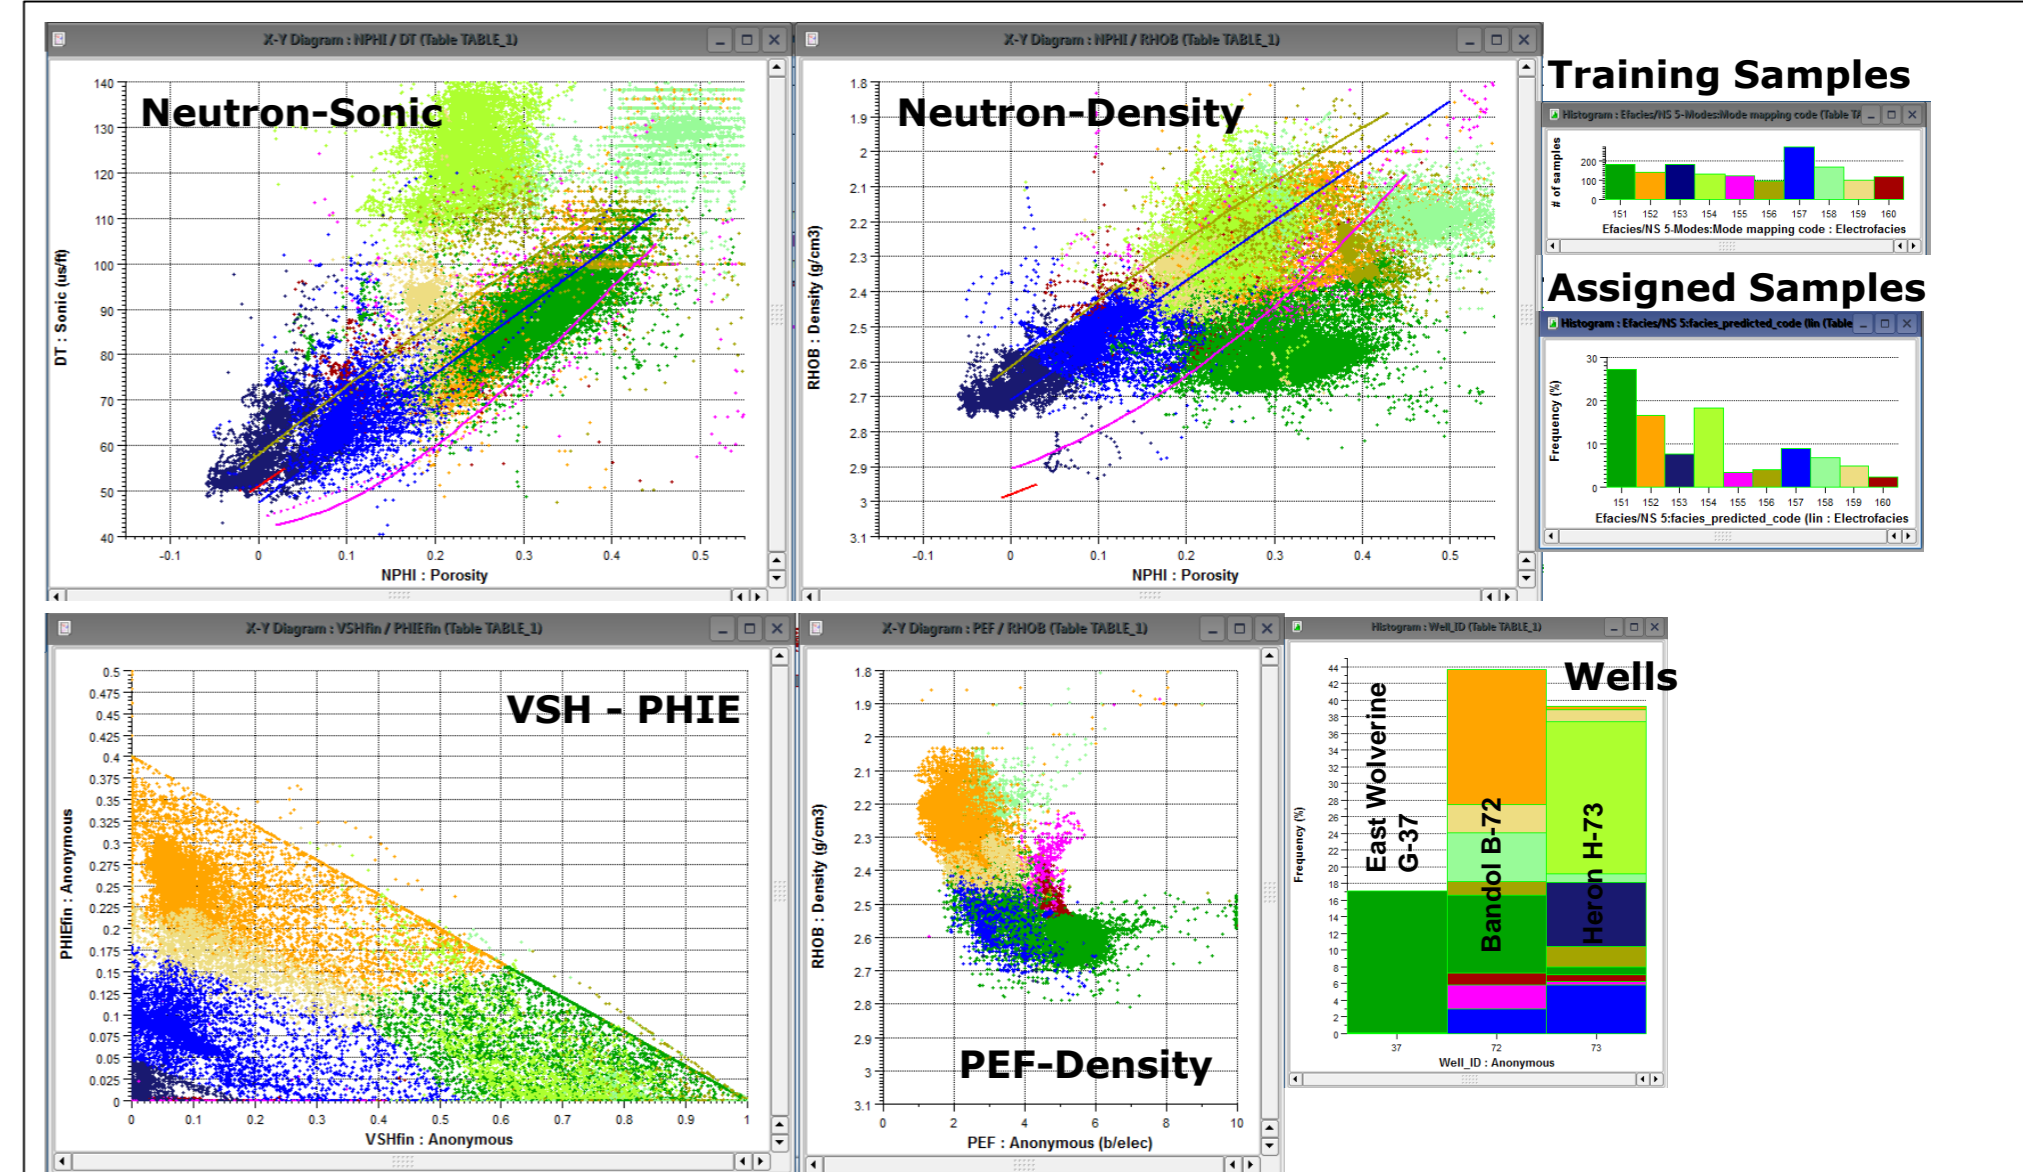 X-Y Diagram : NPHI / DT (Table TABLE_1)
Neutron-Sonic
140
130
120
110
100
90
80
70
60
50
40
DT : Sonic (us/ft)
-0.1 0 0.1 0.2 0.3 0.4 0.5
NPHI : Porosity
X-Y Diagram : NPHI / RHOB (Table TABLE_1)
Neutron-Density
1.8
1.9
2
2.1
2.2
2.3
2.4
2.5
2.6
2.7
2.8
2.9
3
3.1
RHOB : Density (g/cm3)
-0.1 0 0.1 0.2 0.3 0.4 0.5
NPHI : Porosity
Training Samples
Histogram : Efacies/NS 5-Modes:Mode mapping code (Table TA
# of samples
200
100
0
151 152 153 154 155 156 157 158 159 160
Efacies/NS 5-Modes:Mode mapping code : Electrofacies
Assigned Samples
Histogram : Efacies/NS 5:facies_predicted_code (lin (Table
Frequency (%)
30
20
10
0
151 152 153 154 155 156 157 158 159 160
Efacies/NS 5:facies_predicted_code (lin : Electrofacies
X-Y Diagram : VSHfin / PHIEfin (Table TABLE_1)
VSH - PHIE
0.5
0.475
0.45
0.425
0.4
0.375
0.35
0.325
0.3
0.275
0.25
0.225
0.2
0.175
0.15
0.125
0.1
0.075
0.05
0.025
0
PHIEfin : Anonymous
0 0.1 0.2 0.3 0.4 0.5 0.6 0.7 0.8 0.9 1
VSHfin : Anonymous
X-Y Diagram : PEF / RHOB (Table TABLE_1)
1.8
1.9
2
2.1
2.2
2.3
2.4
2.5
2.6
2.7
2.8
2.9
3
3.1
RHOB : Density (g/cm3)
PEF-Density
0 2 4 6 8 10
PEF : Anonymous (b/elec)
Histogram : Well_ID (Table TABLE_1)
Wells
44
42
40
38
36
34
32
30
28
26
24
22
20
18
16
14
12
10
8
6
4
2
0
Frequency (%)
East Wolverine
G-37
Bandol B-72
Heron H-73
37 72 73
Well_ID : Anonymous